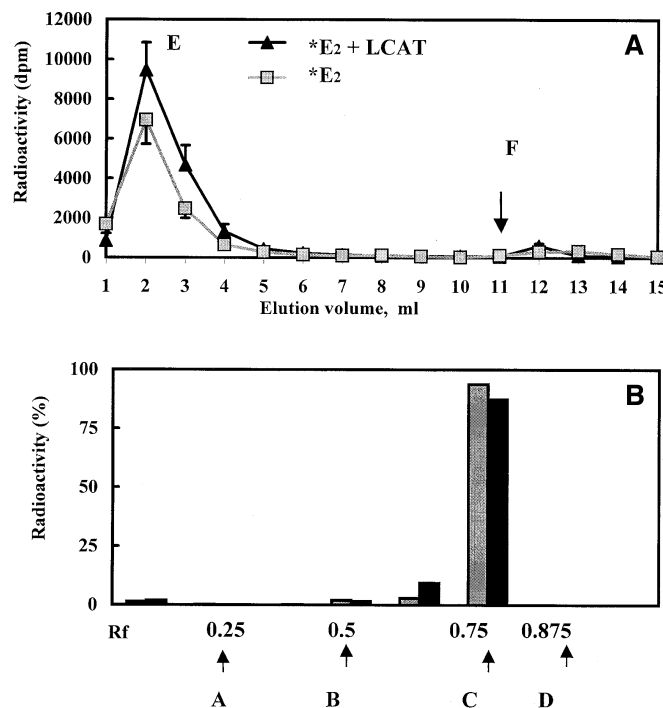 12000
10000
8000
6000
4000
2000
0
Radioactivity (dpm)
E
*E2 + LCAT
*E2
A
F
1 2 3 4 5 6 7 8 9 10 11 12 13 14 15
Elution volume, ml
100
75
50
25
0
Radioactivity (%)
B
Rf 0.25 0.5 0.75 0.875
A B C D